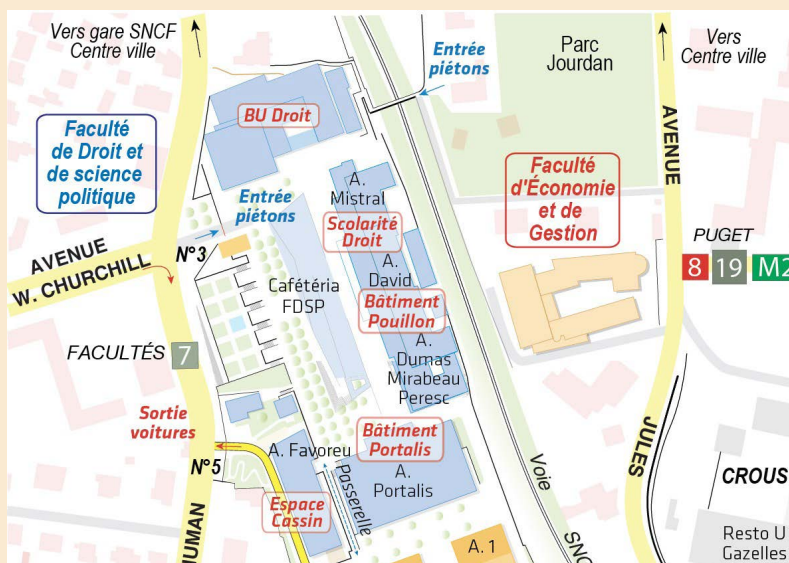 Vers gare SNCF
Centre ville
Entrée
piétons
Parc
Jourdan
Vers
Centre ville
BU Droit
Faculté
de Droit et
de science
politique
AVENUE
Faculté
d'Économie
et de
Gestion
A.
Mistral
Entrée
piétons
Scolarité
Droit
N°3
AVENUE
W. CHURCHILL
PUGET
8 19 M2
A.
David
Cafétéria
FDSP
Bâtiment
Pouillon
A.
Dumas
Mirabeau
Peresc
FACULTÉS 7
JULES
Sortie
voitures
Bâtiment
Portalis
A. Favoreu
N°5
A.
Portalis
Passerelle
Voie
SNC
CROUS
Espace
Cassin
HUMAN
A.1
Resto U
Gazelles